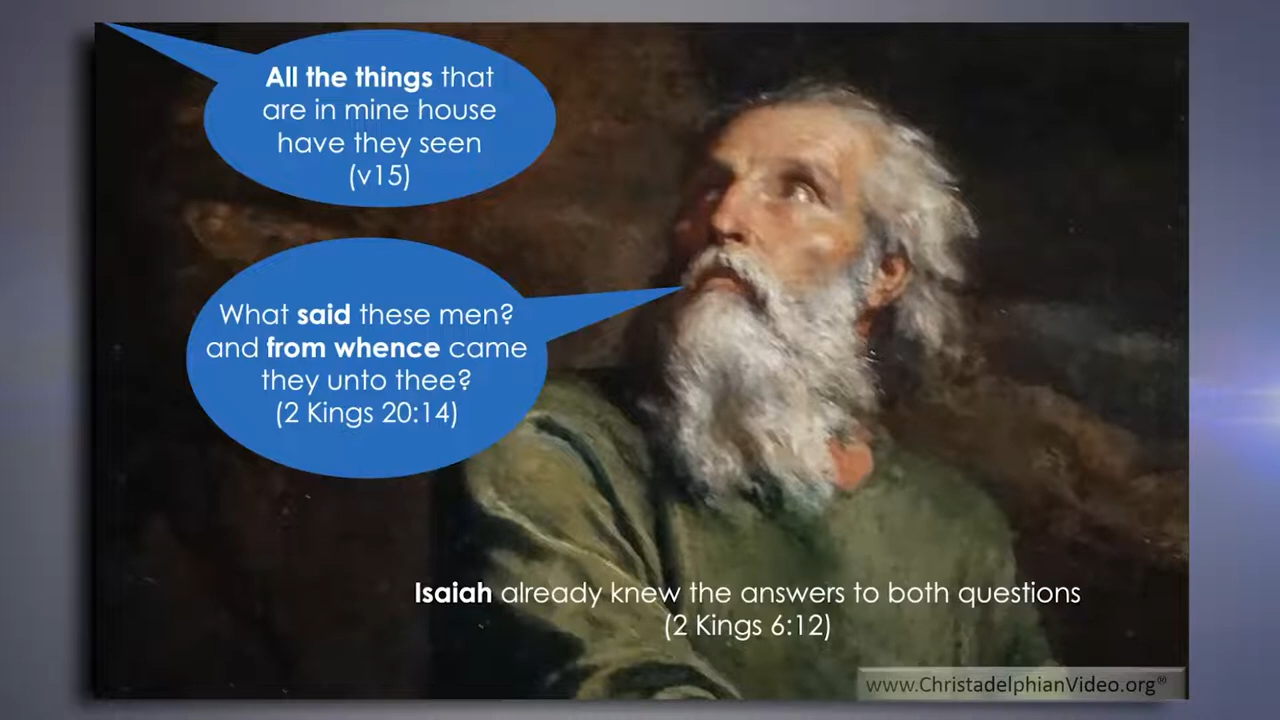 All the things that
are in mine house
have they seen
(v15)
What said these men?
and from whence came
they unto thee?
(2 Kings 20:14)
Isaiah already knew the answers to both questions
(2 Kings 6:12)
www.ChristadelphianVideo.org®